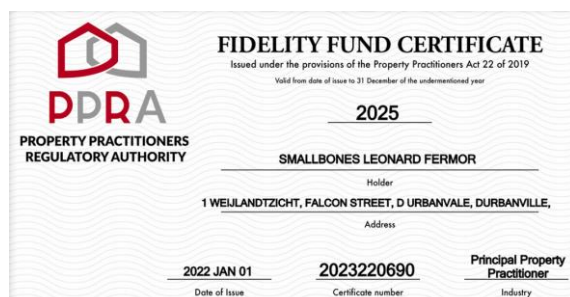 PPRA
PROPERTY PRACTITIONERS
REGULATORY AUTHORITY
FIDELITY FUND CERTIFICATE
Issued under the provisions of the Property Practitioners Act 22 of 2019
Valid from date of issue to 31 December of the undermentioned year
2025
SMALLBONES LEONARD FERMOR
Holder
1 WEIJLANDTZICHT, FALCON STREET, D URBANVALE, DURBANVILLE,
Address
2022 JAN 01
Date of Issue
2023220690
Certificate number
Principal Property
Practitioner
Industry